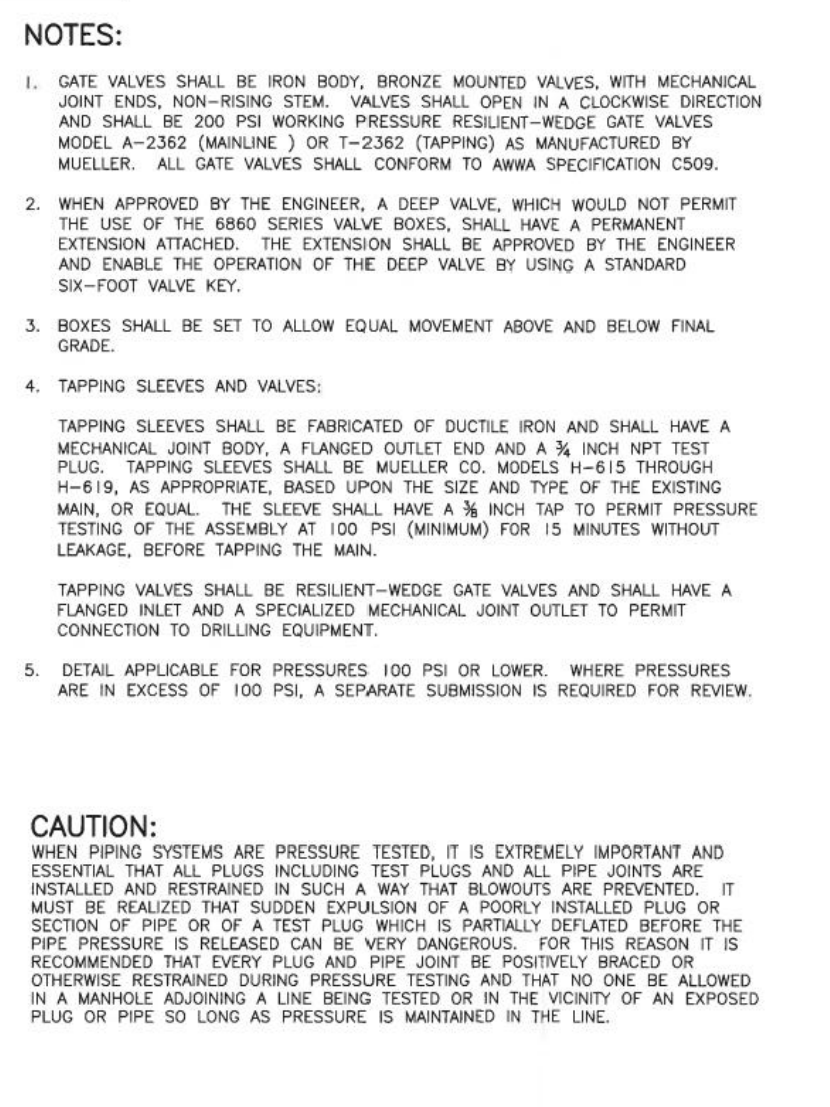 NOTES:
1. GATE VALVES SHALL BE IRON BODY, BRONZE MOUNTED VALVES, WITH MECHANICAL
JOINT ENDS, NON-RISING STEM. VALVES SHALL OPEN IN A CLOCKWISE DIRECTION
AND SHALL BE 200 PSI WORKING PRESSURE RESILIENT-WEDGE GATE VALVES
MODEL A-2362 (MAINLINE ) OR T-2362 (TAPPING) AS MANUFACTURED BY
MUELLER. ALL GATE VALVES SHALL CONFORM TO AWWA SPECIFICATION C509.
2. WHEN APPROVED BY THE ENGINEER, A DEEP VALVE, WHICH WOULD NOT PERMIT
THE USE OF THE 6860 SERIES VALVE BOXES, SHALL HAVE A PERMANENT
EXTENSION ATTACHED. THE EXTENSION SHALL BE APPROVED BY THE ENGINEER
AND ENABLE THE OPERATION OF THE DEEP VALVE BY USING A STANDARD
SIX-FOOT VALVE KEY.
3. BOXES SHALL BE SET TO ALLOW EQUAL MOVEMENT ABOVE AND BELOW FINAL
GRADE.
4. TAPPING SLEEVES AND VALVES:
TAPPING SLEEVES SHALL BE FABRICATED OF DUCTILE IRON AND SHALL HAVE A
MECHANICAL JOINT BODY, A FLANGED OUTLET END AND A ¾ INCH NPT TEST
PLUG. TAPPING SLEEVES SHALL BE MUELLER CO. MODELS H-615 THROUGH
H-619, AS APPROPRIATE, BASED UPON THE SIZE AND TYPE OF THE EXISTING
MAIN, OR EQUAL. THE SLEEVE SHALL HAVE A ⅜ INCH TAP TO PERMIT PRESSURE
TESTING OF THE ASSEMBLY AT 100 PSI (MINIMUM) FOR 15 MINUTES WITHOUT
LEAKAGE, BEFORE TAPPING THE MAIN.
TAPPING VALVES SHALL BE RESILIENT-WEDGE GATE VALVES AND SHALL HAVE A
FLANGED INLET AND A SPECIALIZED MECHANICAL JOINT OUTLET TO PERMIT
CONNECTION TO DRILLING EQUIPMENT.
5. DETAIL APPLICABLE FOR PRESSURES 100 PSI OR LOWER. WHERE PRESSURES
ARE IN EXCESS OF 100 PSI, A SEPARATE SUBMISSION IS REQUIRED FOR REVIEW.
CAUTION:
WHEN PIPING SYSTEMS ARE PRESSURE TESTED, IT IS EXTREMELY IMPORTANT AND
ESSENTIAL THAT ALL PLUGS INCLUDING TEST PLUGS AND ALL PIPE JOINTS ARE
INSTALLED AND RESTRAINED IN SUCH A WAY THAT BLOWOUTS ARE PREVENTED. IT
MUST BE REALIZED THAT SUDDEN EXPULSION OF A POORLY INSTALLED PLUG OR
SECTION OF PIPE OR OF A TEST PLUG WHICH IS PARTIALLY DEFLATED BEFORE THE
PIPE PRESSURE IS RELEASED CAN BE VERY DANGEROUS. FOR THIS REASON IT IS
RECOMMENDED THAT EVERY PLUG AND PIPE JOINT BE POSITIVELY BRACED OR
OTHERWISE RESTRAINED DURING PRESSURE TESTING AND THAT NO ONE BE ALLOWED
IN A MANHOLE ADJOINING A LINE BEING TESTED OR IN THE VICINITY OF AN EXPOSED
PLUG OR PIPE SO LONG AS PRESSURE IS MAINTAINED IN THE LINE.